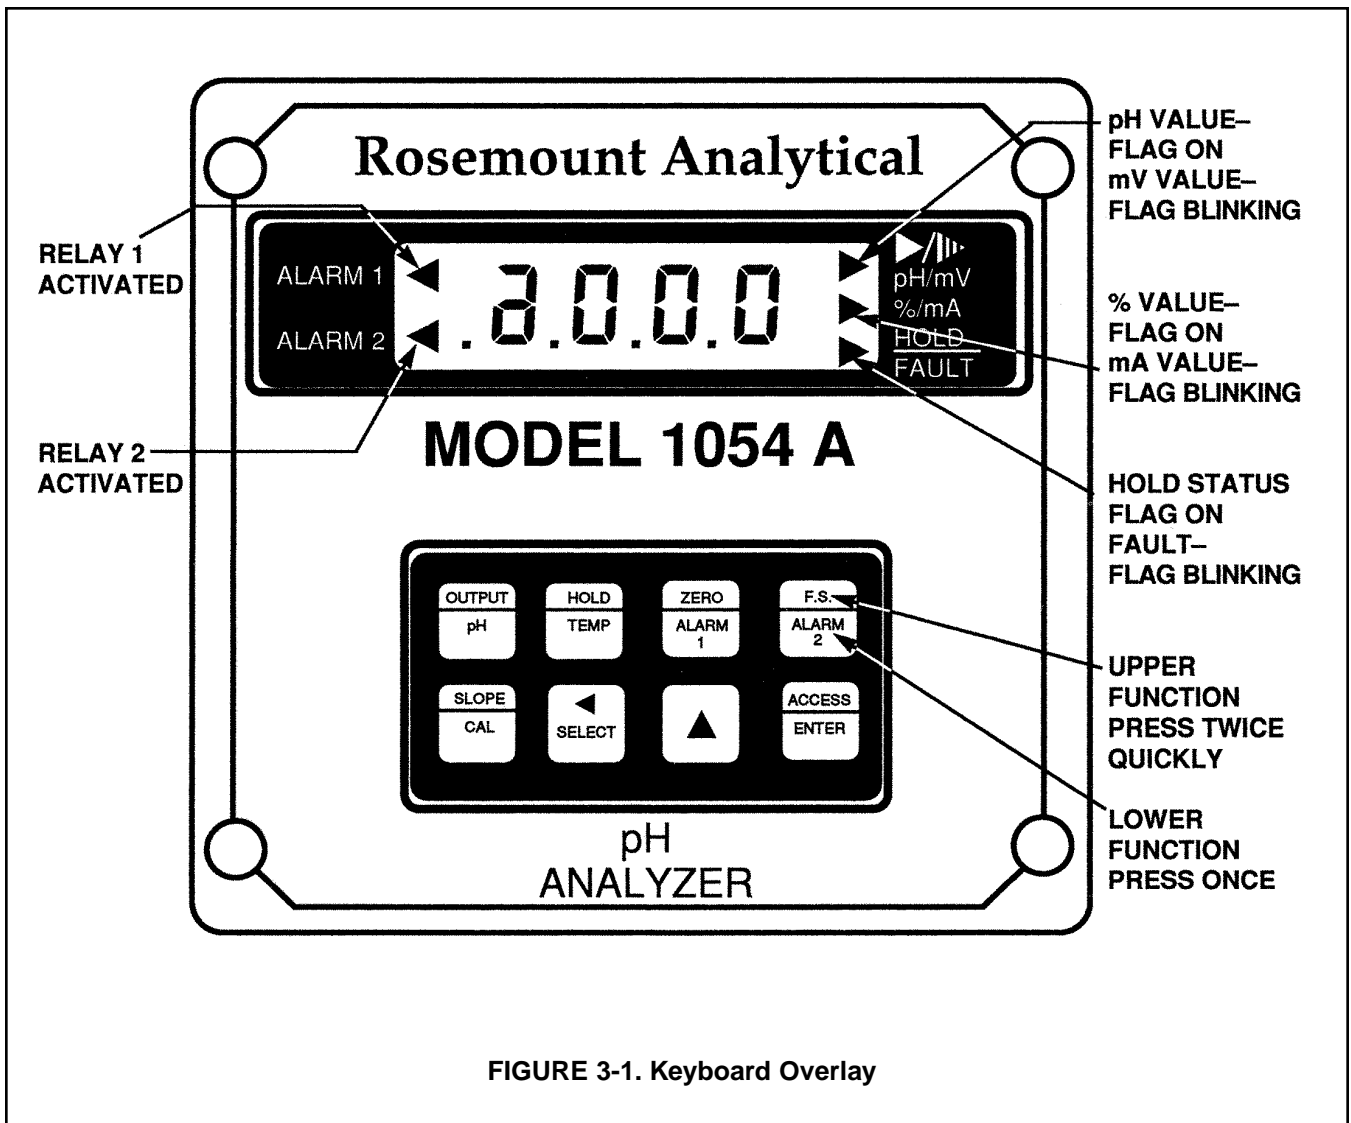 Rosemount Analytical
pH VALUE–
FLAG ON
mV VALUE–
FLAG BLINKING
RELAY 1
ACTIVATED
ALARM 1
pH/mV
%/mA
HOLD
FAULT
ALARM 2
.2.0.0.0
% VALUE–
FLAG ON
mA VALUE–
FLAG BLINKING
MODEL 1054 A
RELAY 2
ACTIVATED
HOLD STATUS
FLAG ON
FAULT–
FLAG BLINKING
OUTPUT
pH
HOLD
TEMP
ZERO
ALARM
1
F.S.
ALARM
2
SLOPE
CAL
SELECT
ACCESS
ENTER
UPPER
FUNCTION
PRESS TWICE
QUICKLY
LOWER
FUNCTION
PRESS ONCE
pH
ANALYZER
FIGURE 3-1. Keyboard Overlay